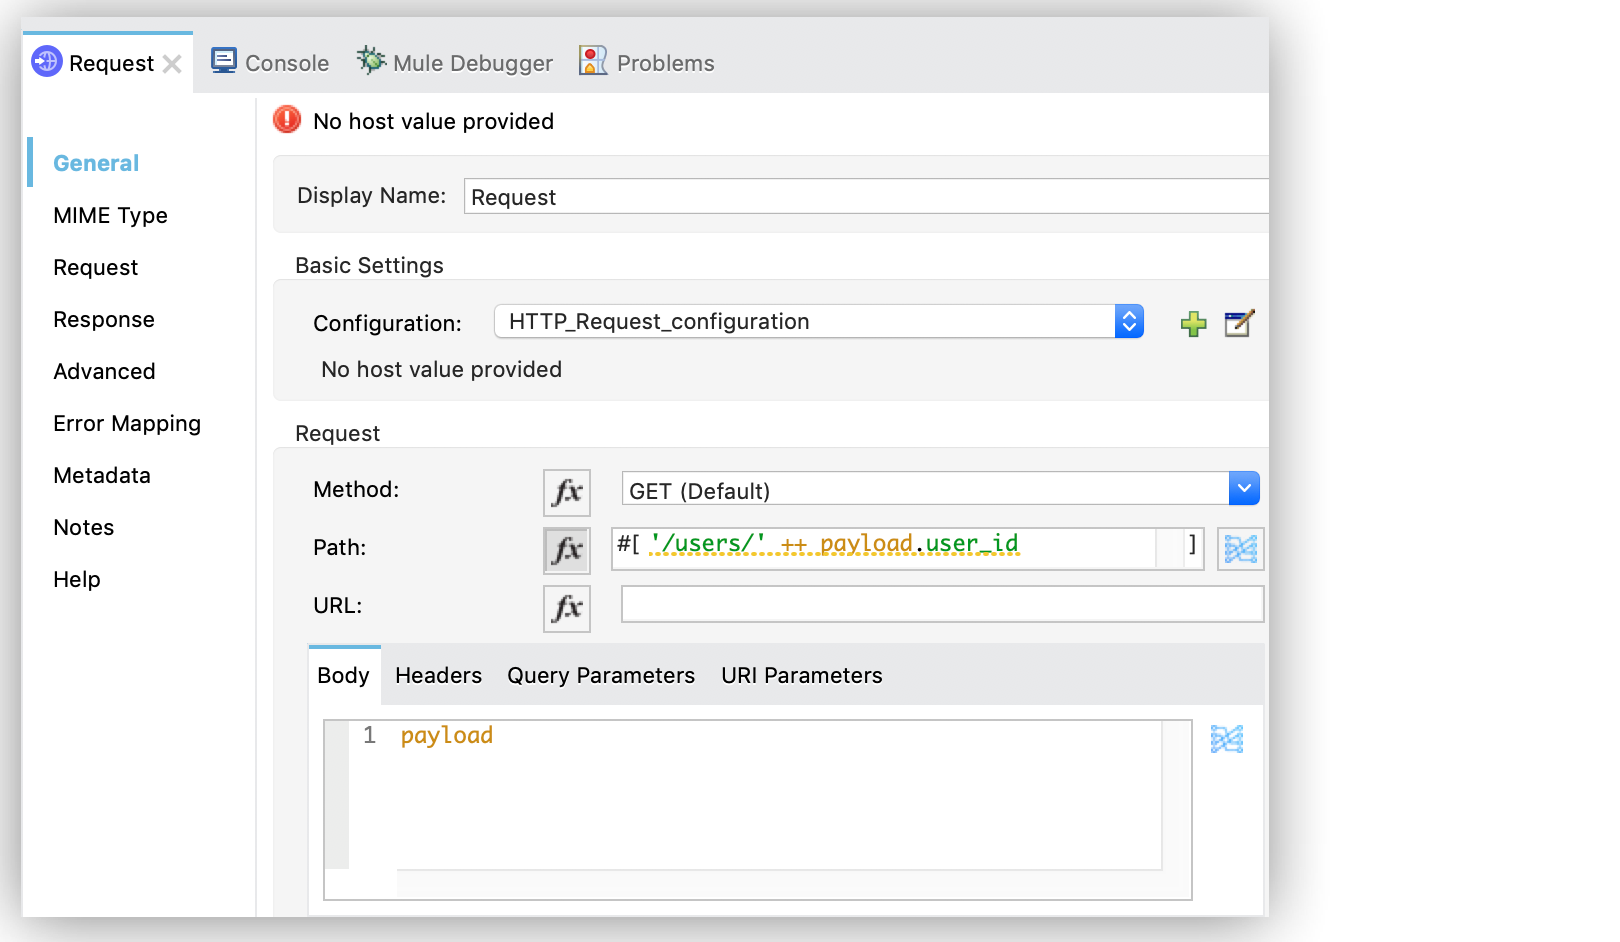 Request Console Mule Debugger Problems
No host value provided
General
MIME Type
Request
Response
Advanced
Error Mapping
Metadata
Notes
Help
Display Name: Request
Basic Settings
Configuration: HTTP_Request_configuration
No host value provided
Request
Method: fx GET (Default)
Path: fx #[ '/users/' ++ payload.user_id ]
URL: fx
Body Headers Query Parameters URI Parameters
1 payload